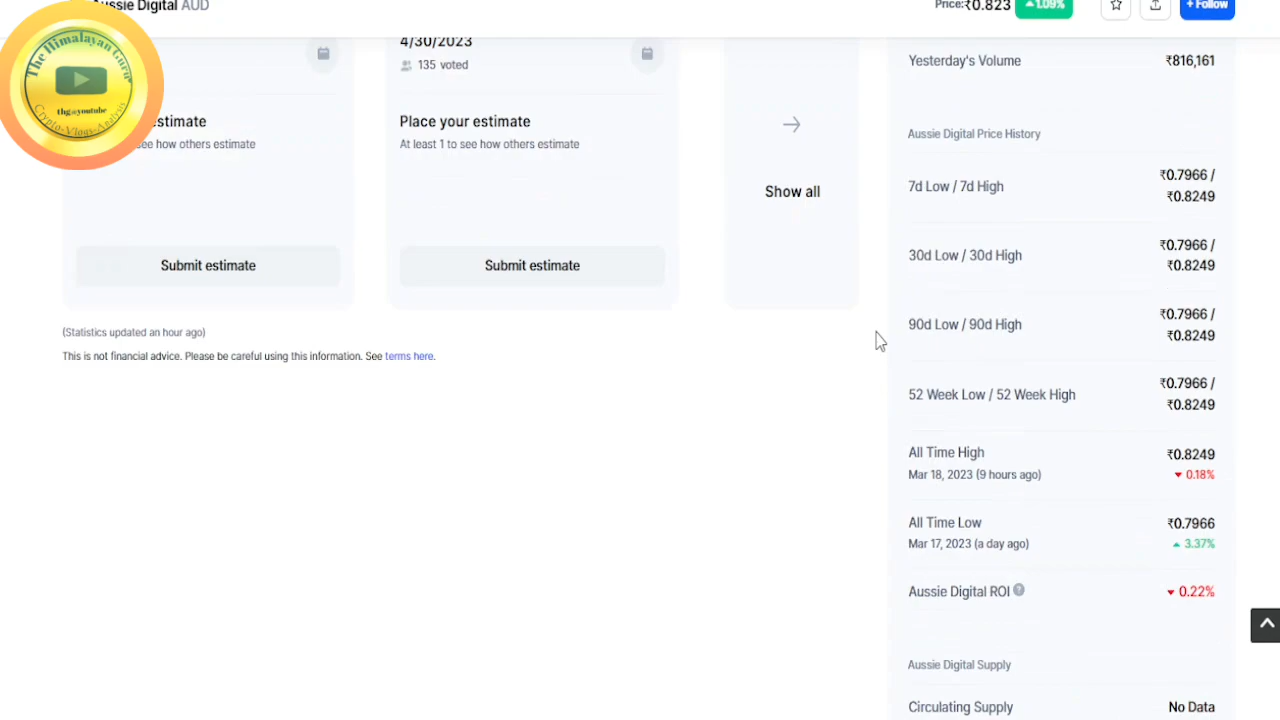 Aussie Digital AUD
Price:₹0.823
1.09%
+ Follow
The Himalayan Guru
thg@youtube
Crypto-Vlogs-Analysis
4/30/2023
135 voted
Place your estimate
At least 1 to see how others estimate
estimate
see how others estimate
Submit estimate
Submit estimate
Show all
(Statistics updated an hour ago)
This is not financial advice. Please be careful using this information. See terms here.
Yesterday's Volume
₹816,161
Aussie Digital Price History
7d Low / 7d High
₹0.7966 /
₹0.8249
30d Low / 30d High
₹0.7966 /
₹0.8249
90d Low / 90d High
₹0.7966 /
₹0.8249
52 Week Low / 52 Week High
₹0.7966 /
₹0.8249
All Time High
₹0.8249
Mar 18, 2023 (9 hours ago)
0.18%
All Time Low
₹0.7966
Mar 17, 2023 (a day ago)
3.37%
Aussie Digital ROI
0.22%
Aussie Digital Supply
Circulating Supply
No Data